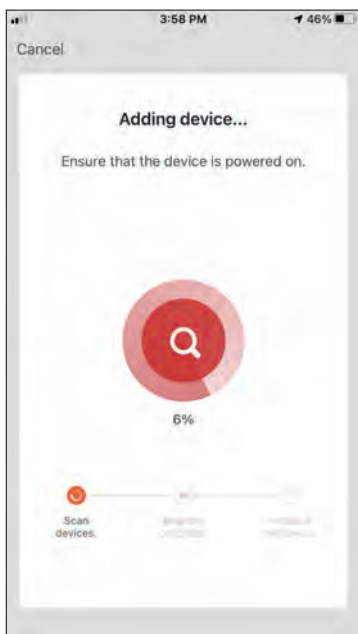 3:58 PM
46%
Cancel
Adding device...
Ensure that the device is powered on.
6%
Scan
devices.